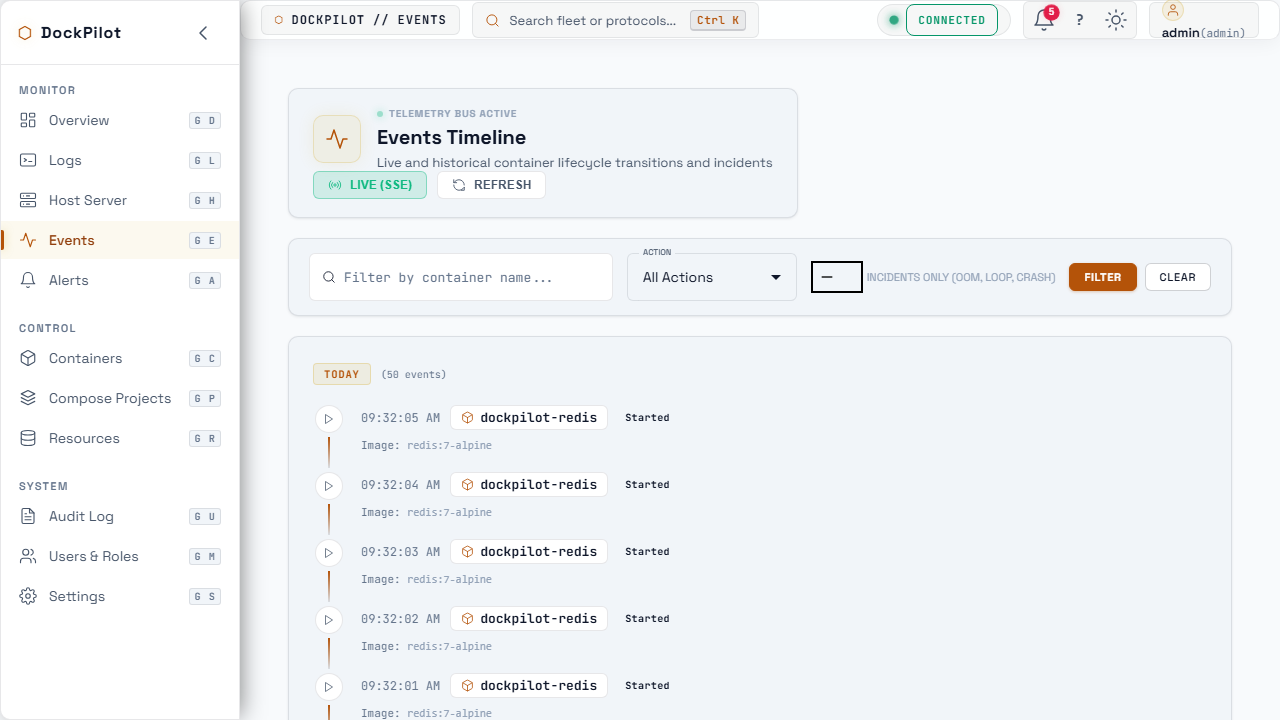 DockPilot
MONITOR
Overview G D
Logs G L
Host Server G H
Events G E
Alerts G A
CONTROL
Containers G C
Compose Projects G P
Resources G R
SYSTEM
Audit Log G U
Users & Roles G M
Settings G S
DOCKPILOT // EVENTS
Search fleet or protocols... Ctrl K
CONNECTED
5
?
admin(admin)
TELEMETRY BUS ACTIVE
Events Timeline
Live and historical container lifecycle transitions and incidents
LIVE (SSE) REFRESH
ACTION
Filter by container name... All Actions INCIDENTS ONLY (OOM, LOOP, CRASH) FILTER CLEAR
TODAY (50 events)
09:32:05 AM dockpilot-redis Started
Image: redis:7-alpine
09:32:04 AM dockpilot-redis Started
Image: redis:7-alpine
09:32:03 AM dockpilot-redis Started
Image: redis:7-alpine
09:32:02 AM dockpilot-redis Started
Image: redis:7-alpine
09:32:01 AM dockpilot-redis Started
Image: redis:7-alpine